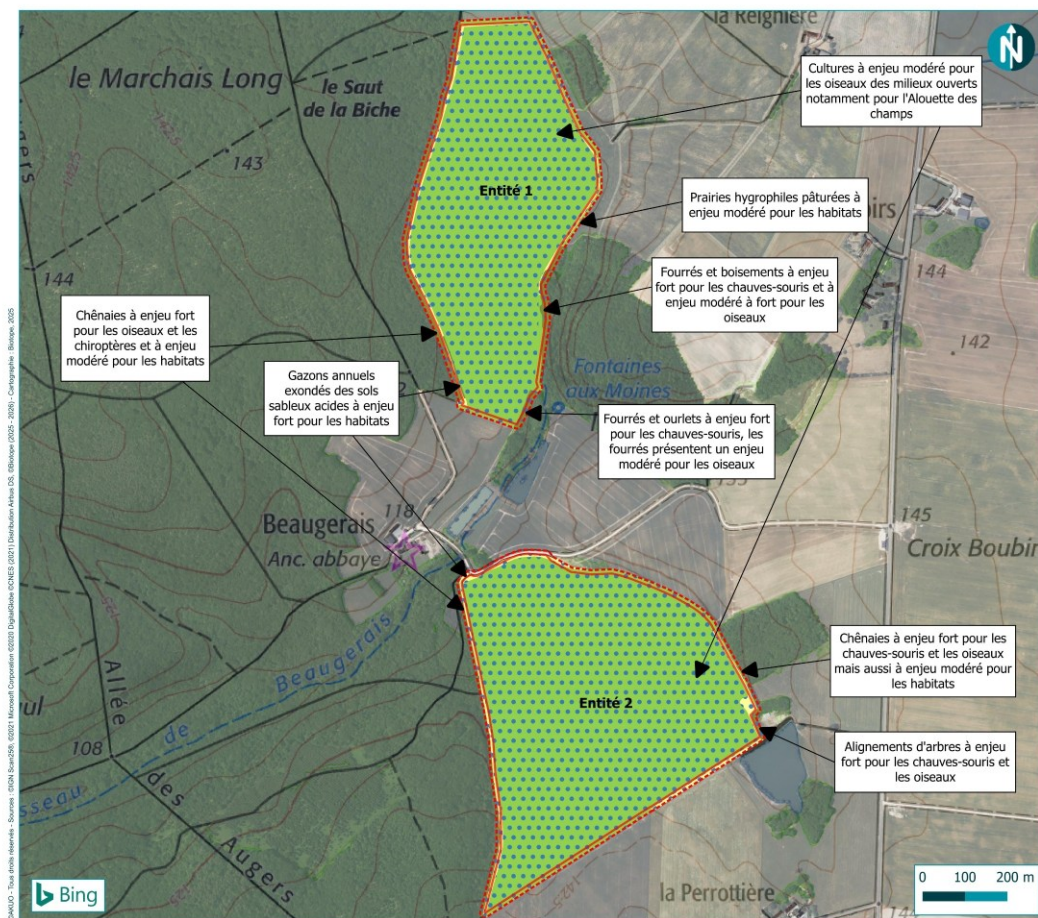 la Reignière
N
le Marchais Long
le Saut
de la Biche
143
144
1425
Cultures à enjeu modéré pour
les oiseaux des milieux ouverts
notamment pour l'Alouette des
champs
Entité 1
Prairies hygrophiles pâturées à
enjeu modéré pour les habitats
144
Fourrés et boisements à enjeu
fort pour les chauves-souris et à
enjeu modéré à fort pour les
oiseaux
Chênaies à enjeu fort
pour les oiseaux et les
chiroptères et à enjeu
modéré pour les habitats
142
Gazons annuels
exondés des sols
sableux acides à enjeu
fort pour les habitats
Fontaines
aux Moines
Fourrés et ourlets à enjeu fort
pour les chauves-souris, les
fourrés présentent un enjeu
modéré pour les oiseaux
118
Beaugerais
Anc. abbaye
145
Croix Boubin
Chênaies à enjeu fort pour les
chauves-souris et les oiseaux
mais aussi à enjeu modéré pour
les habitats
Entité 2
Alignements d'arbres à enjeu
fort pour les chauves-souris et
les oiseaux
108
Allée
des
Augers
de
Beaugerais
la Perrottière
1425
Bing
0 100 200 m